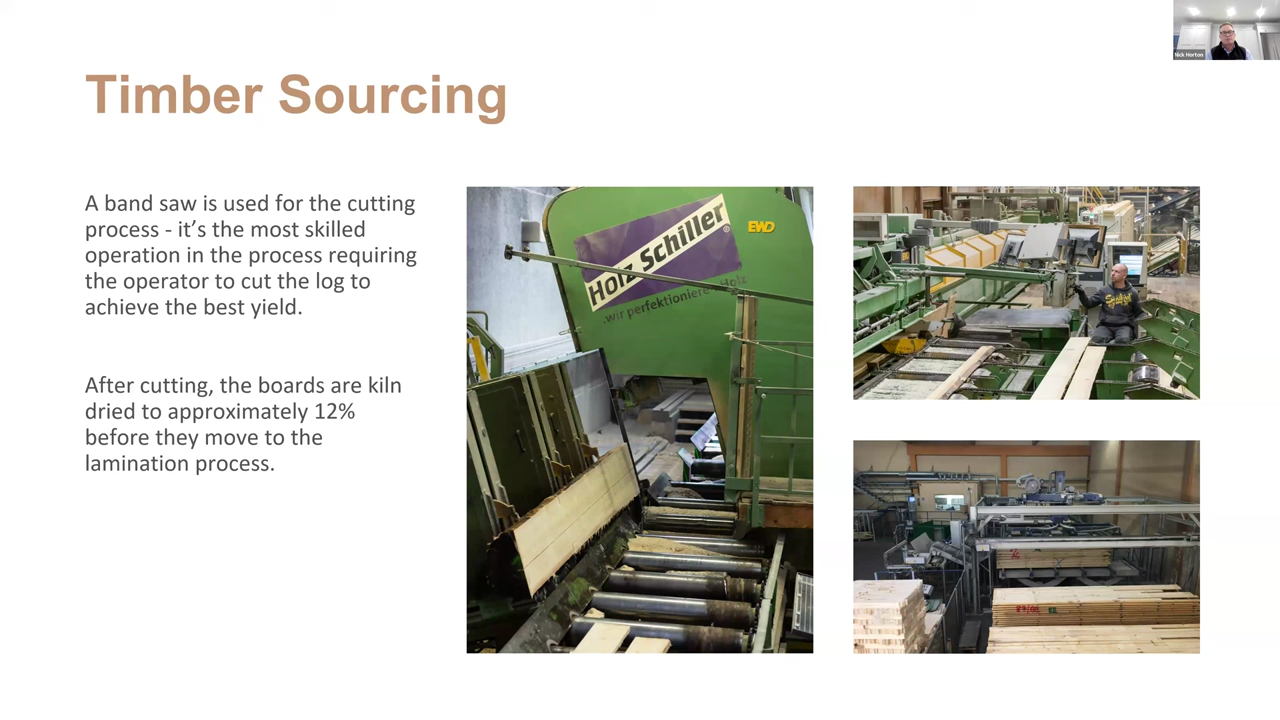 Nick Horton
Timber Sourcing
A band saw is used for the cutting
process - it’s the most skilled
operation in the process requiring
the operator to cut the log to
achieve the best yield.
After cutting, the boards are kiln
dried to approximately 12%
before they move to the
lamination process.
Holz Schiller
®
EWD
..wir perfektionieren Holz